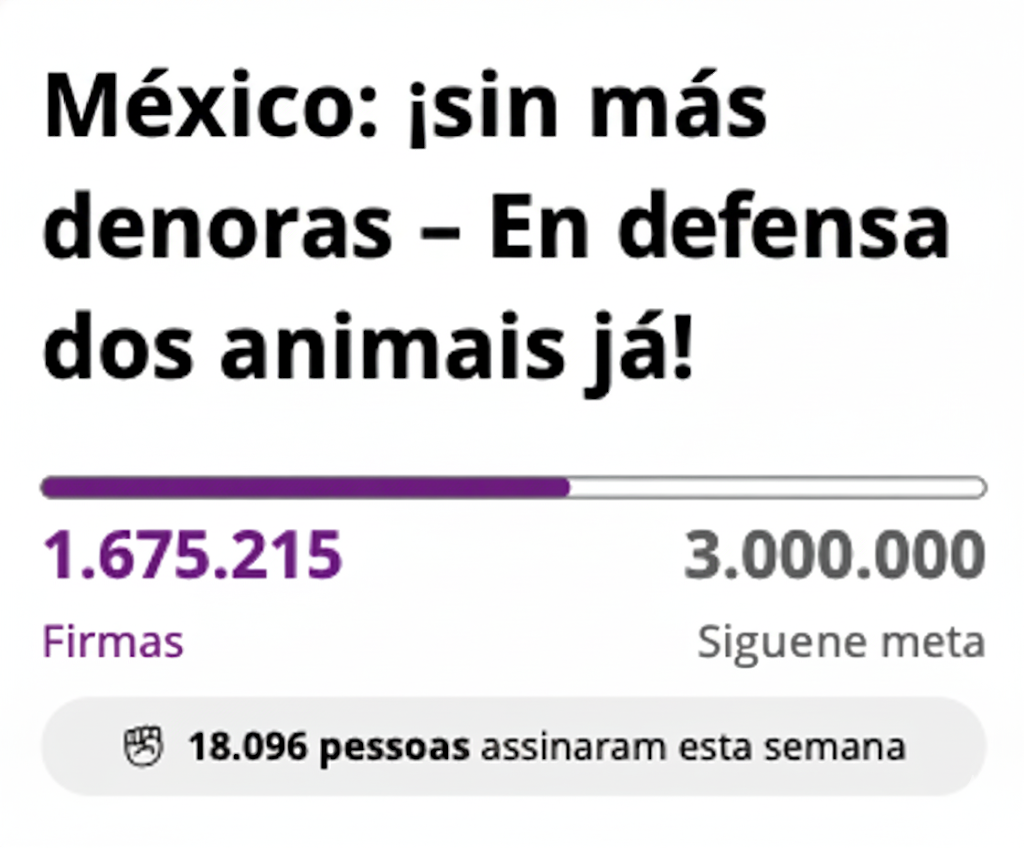 México: ¡sin más
denoras – En defensa
dos animais já!
1.675.215
3.000.000
Firmas
Siguene meta
18.096 pessoas assinaram esta semana